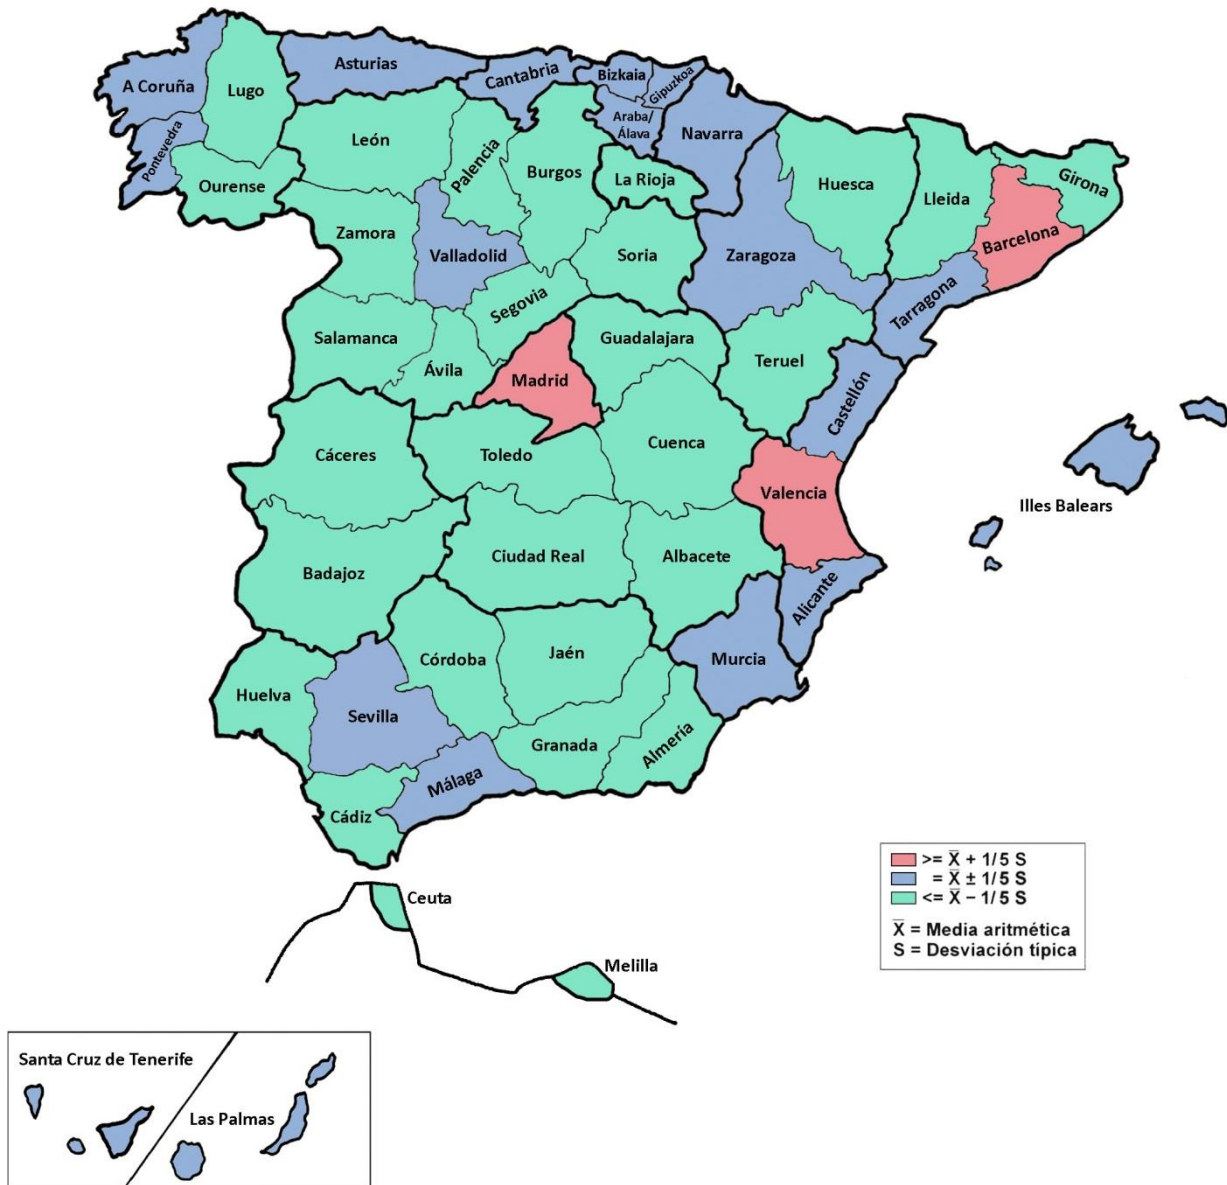 Asturias
Cantabria
Bizkaia
Gipuzkoa
A Coruña
Lugo
Araba/
Álava
Navarra
León
Pontevedra
Palencia
Burgos
Ourense
La Rioja
Huesca
Lleida
Girona
Zamora
Valladolid
Soria
Zaragoza
Barcelona
Segovia
Tarragona
Salamanca
Guadalajara
Ávila
Madrid
Teruel
Castellón
Cáceres
Toledo
Cuenca
Valencia
Illes Balears
Badajoz
Ciudad Real
Albacete
Alicante
Huelva
Córdoba
Jaén
Murcia
Sevilla
Granada
Almería
Málaga
Cádiz
>= X̅ + 1/5 S
= X̅ ± 1/5 S
<= X̅ − 1/5 S
X̅ = Media aritmética
S = Desviación típica
Ceuta
Melilla
Santa Cruz de Tenerife
Las Palmas